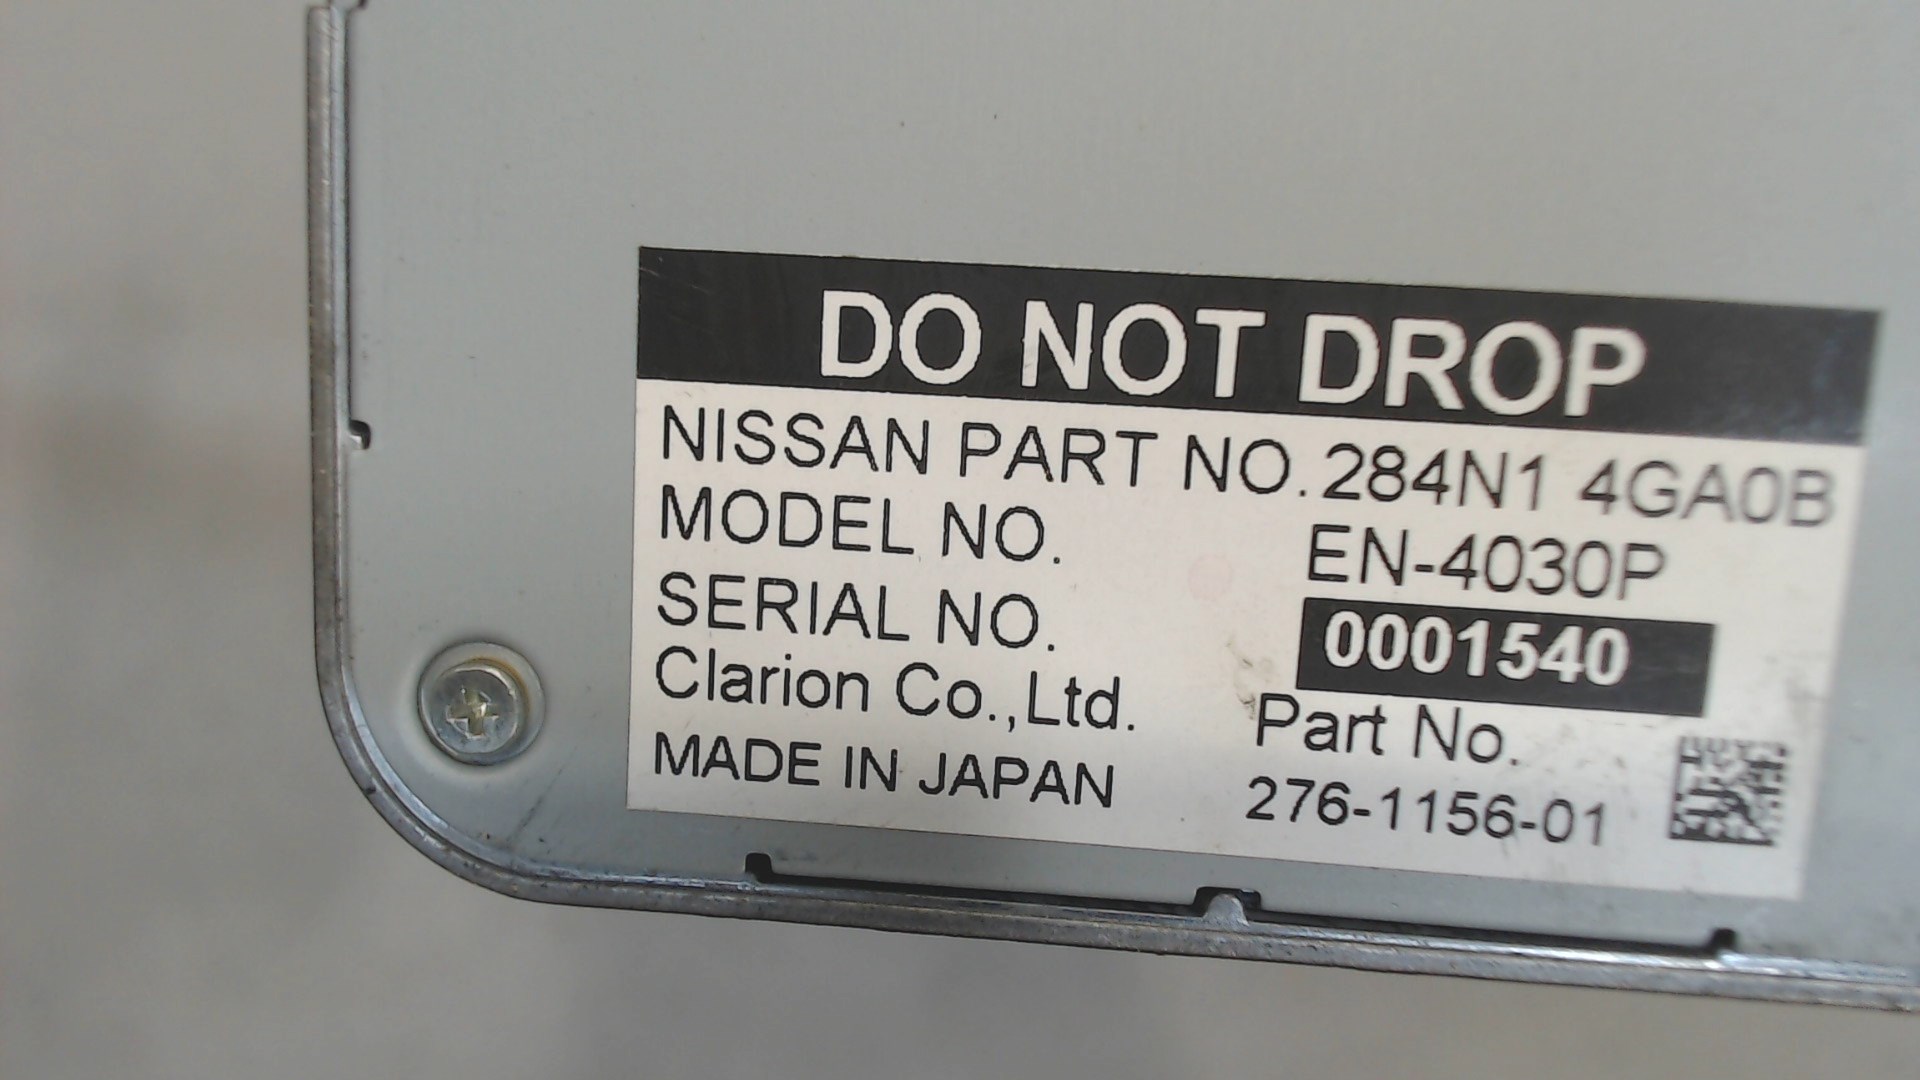 DO NOT DROP
NISSAN PART NO. 284N1 4GA0B
MODEL NO. EN-4030P
SERIAL NO. 0001540
Clarion Co.,Ltd. Part No.
MADE IN JAPAN 276-1156-01